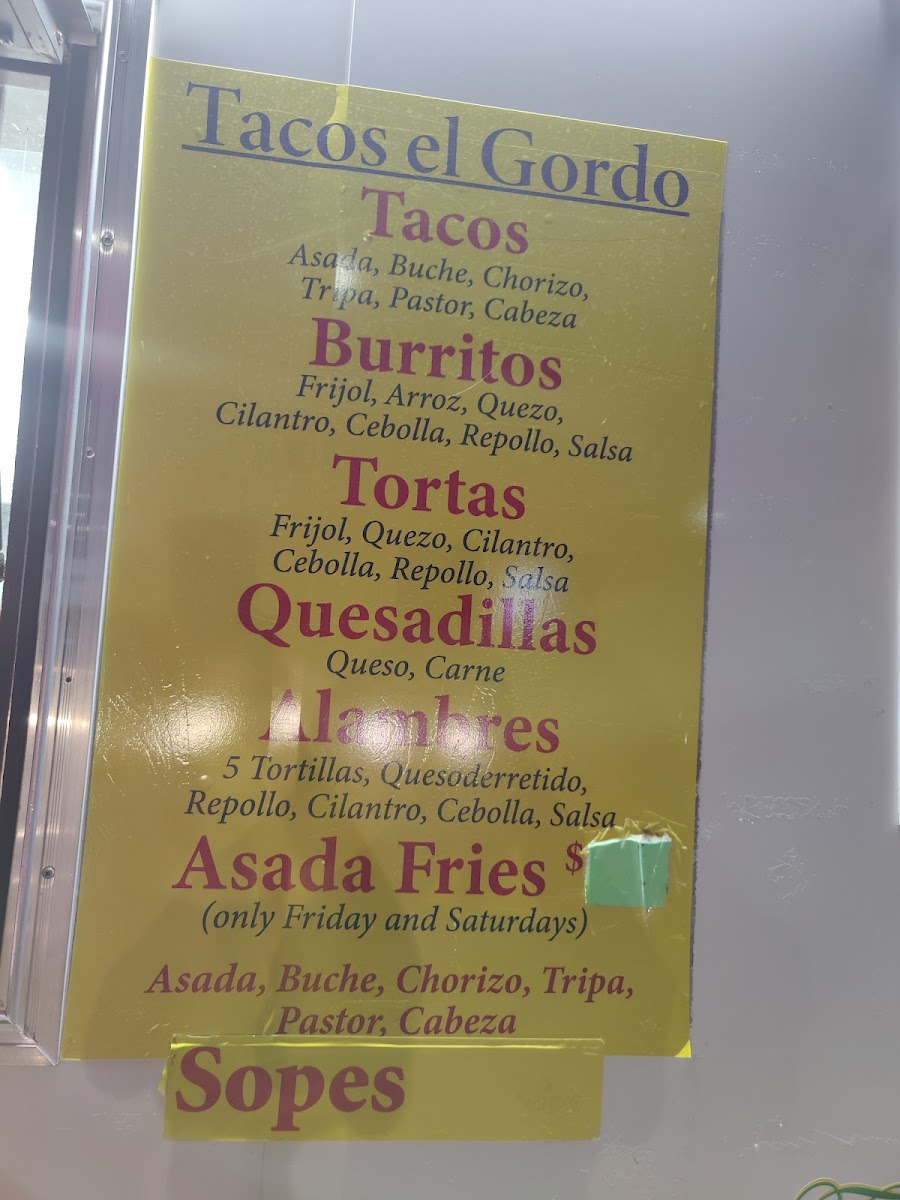 Tacos el Gordo
Tacos
Asada, Buche, Chorizo,
Tripa, Pastor, Cabeza
Burritos
Frijol, Arroz, Quezo,
Cilantro, Cebolla, Repollo, Salsa
Tortas
Frijol, Quezo, Cilantro,
Cebolla, Repollo, Salsa
Quesadillas
Queso, Carne
Alambres
5 Tortillas, Quesoderretido,
Repollo, Cilantro, Cebolla, Salsa
Asada Fries $
(only Friday and Saturdays)
Asada, Buche, Chorizo, Tripa,
Pastor, Cabeza
Sopes